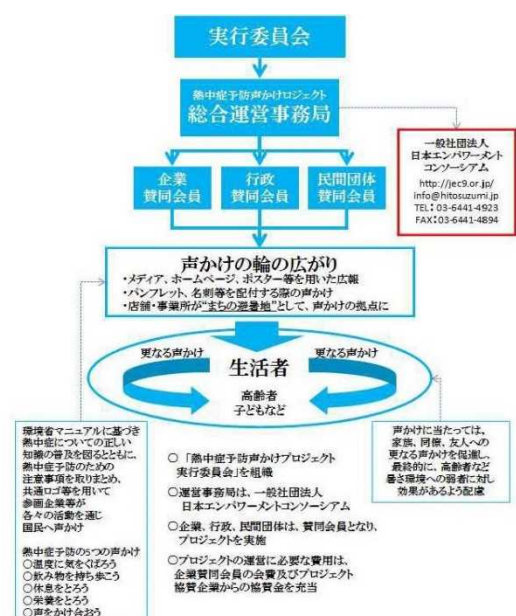 実行委員会
熱中症予防声かけロジェクト
総合運営事務局
一般社団法人
日本エンパワーメント
コンソーシアム
http://jec9.or.jp/
info@hitosuzumi.jp
TEL：03-6441-4923
FAX：03-6441-4894
企業
賛同会員
行政
賛同会員
民間団体
賛同会員
声かけの輪の広がり
・メディア、ホームページ、ポスター等を用いた広報
・パンフレット、名刺等を配付する際の声かけ
・店舗・事業所が“まちの避暑地”として、声かけの拠点に
更なる声かけ
生活者
更なる声かけ
高齢者
子どもなど
環境省マニュアルに基づき
熱中症についての正しい
知識の普及を図るとともに、
熱中症予防のための
注意事項を取りまとめ、
共通ロゴ等を用いて
参画企業等が
各々の活動を通じ
国民へ声かけ
熱中症予防の5つの声かけ
○温度に気をくばろう
○飲み物を持ち歩こう
○休息をとろう
○栄養をとろう
○声をかけ合おう
○ 「熱中症予防声かけプロジェクト
実行委員会」を組織
○運営事務局は、一般社団法人
日本エンパワーメントコンソーシアム
○企業、行政、民間団体は、賛同会員となり、
プロジェクトを実施
○プロジェクトの運営に必要な費用は、
企業賛同会員の会費及びプロジェクト
協賛企業からの協賛金を充当
声かけに当たっては、
家族、同僚、友人への
更なる声かけを促進し、
最終的に、高齢者など
暑さ環境への弱者に対し
効果があるよう配慮